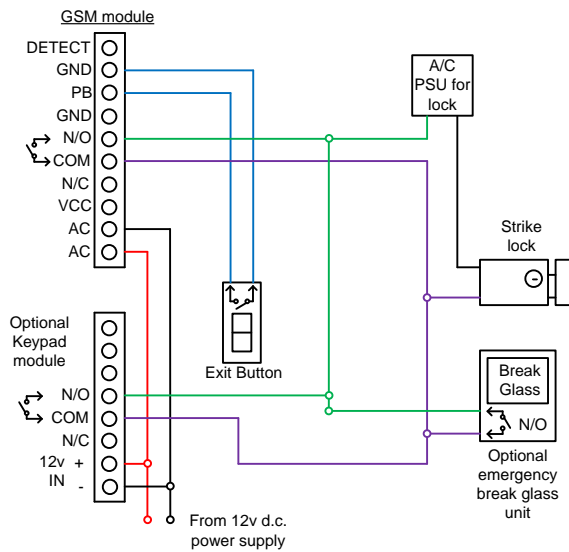 GSM module
DETECT
GND
PB
GND
N/O
COM
N/C
VCC
AC
AC
A/C
PSU for
lock
Strike
lock
Exit Button
Optional
Keypad
module
N/O
COM
N/C
12v +
IN -
Break
Glass
N/O
Optional
emergency
break glass
unit
From 12v d.c.
power supply